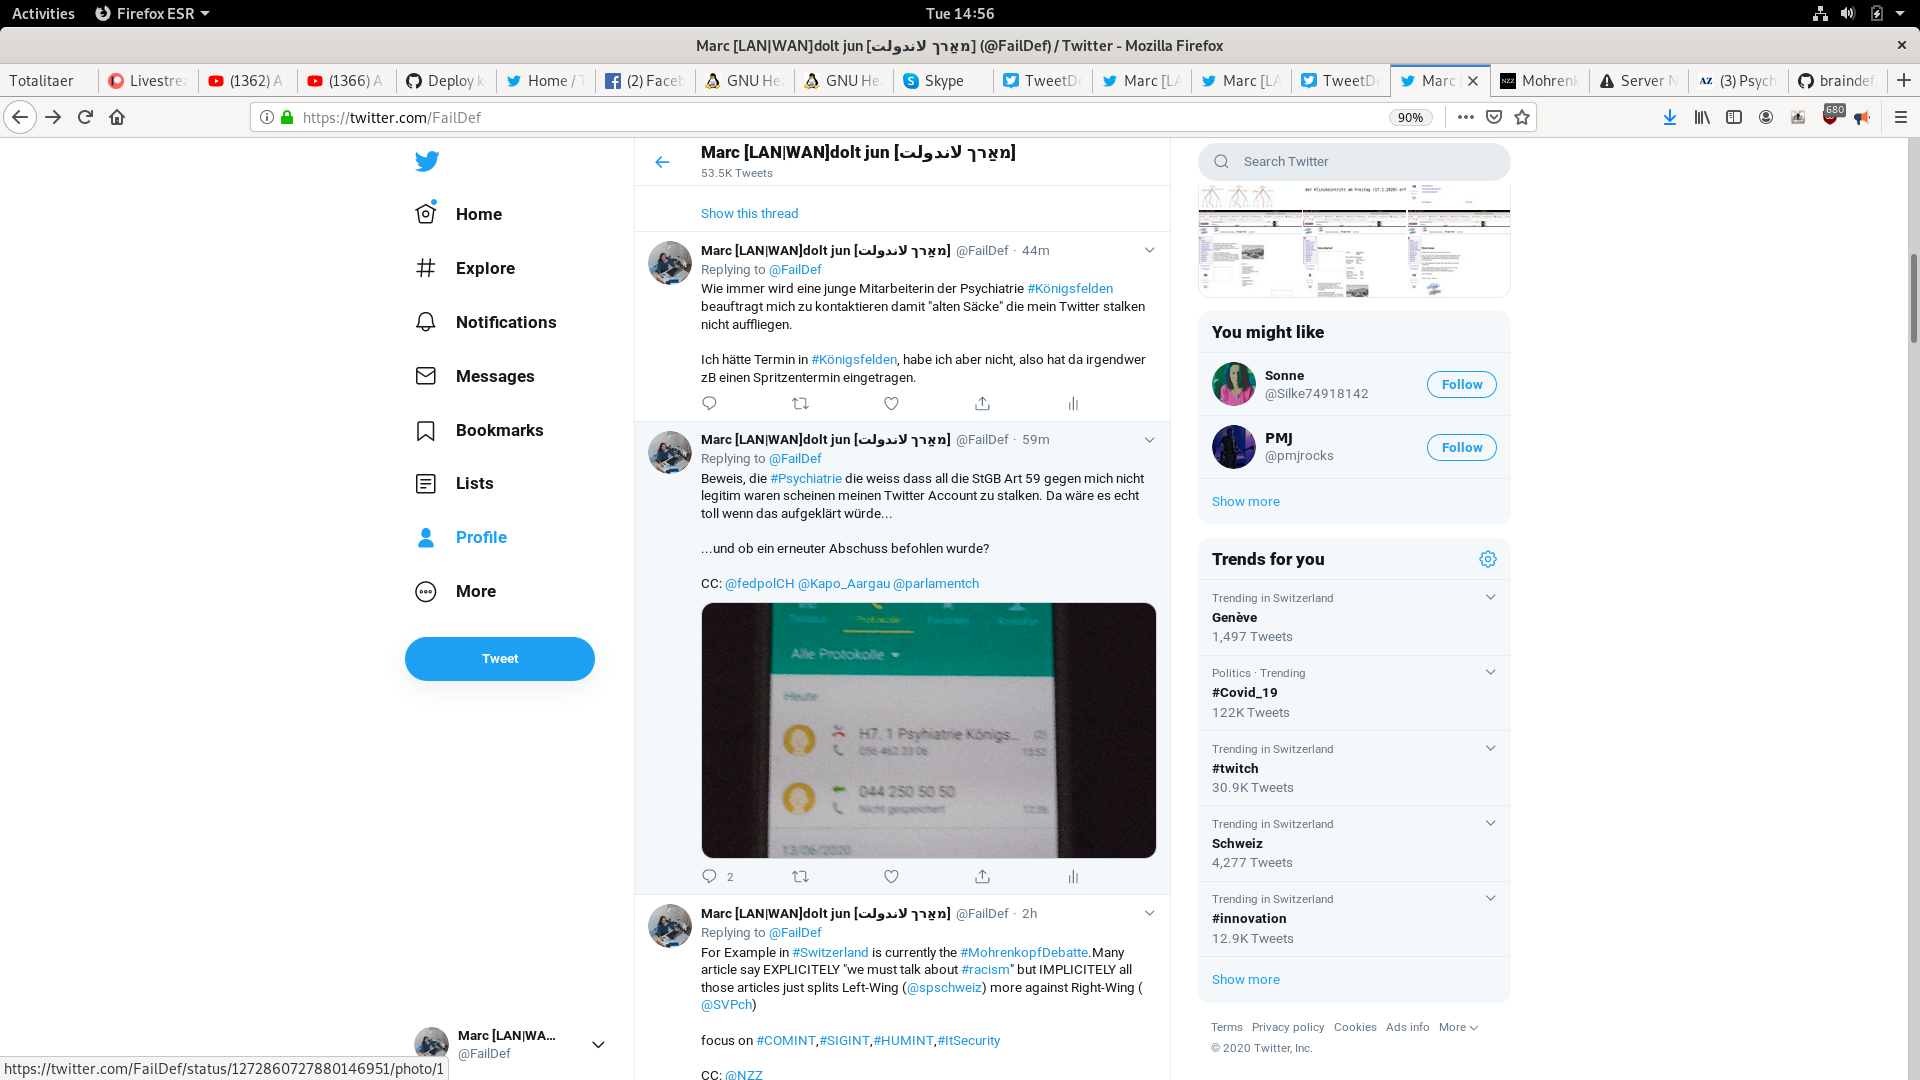 Activities
Firefox ESR
Tue 14:56
Marc [LAN|WAN]dolt jun [מאַרך לאַנדולת] (@FailDef) / Twitter - Mozilla Firefox
Totalitaer
Livestrea
(1362) A
(1366) A
Deploy k
Home / T
(2) Faceb
GNU He
GNU He
Skype
TweetDe
Marc [LA
Marc [LA
TweetDe
Marc [
Mohrenk
Server N
(3) Psych
braindef
https://twitter.com/FailDef
90%
680
Home
Explore
Notifications
Messages
Bookmarks
Lists
Profile
More
Tweet
Marc [LAN|WA...
@FailDef
https://twitter.com/FailDef/status/1272860727880146951/photo/1
Marc [LAN|WAN]dolt jun
53.5K Tweets
Show this thread
Marc [LAN|WAN]dolt jun @FailDef · 44m
Replying to @FailDef
Wie immer wird eine junge Mitarbeiterin der Psychiatrie #Königsfelden
beauftragt mich zu kontaktieren damit "alten Säcke" die mein Twitter stalken
nicht auffliegen.
Ich hätte Termin in #Königsfelden, habe ich aber nicht, also hat da irgendwer
zB einen Spritzentermin eingetragen.
Marc [LAN|WAN]dolt jun @FailDef · 59m
Replying to @FailDef
Beweis, die #Psychiatrie die weiss dass all die StGB Art 59 gegen mich nicht
legitim waren scheinen meinen Twitter Account zu stalken. Da wäre es echt
toll wenn das aufgeklärt würde...
...und ob ein erneuter Abschuss befohlen wurde?
CC: @fedpolCH @Kapo_Aargau @parlamentch
Protokolle
Alle Protokolle
Heute
H7. 1 Psyhiatrie Königs... (2)
056 462 23 06 13:52
044 250 50 50
Nicht gespeichert 12:36
13/06/2020
2
Marc [LAN|WAN]dolt jun @FailDef · 2h
Replying to @FailDef
For Example in #Switzerland is currently the #MohrenkopfDebatte.Many
article say EXPLICITELY "we must talk about #racism" but IMPLICITELY all
those articles just splits Left-Wing (@spschweiz) more against Right-Wing (
@SVPch)
focus on #COMINT,#SIGINT,#HUMINT,#ItSecurity
CC: @NZZ
Search Twitter
You might like
Sonne
@Silke74918142
Follow
PMJ
@pmjrocks
Follow
Show more
Trends for you
Trending in Switzerland
Genève
1,497 Tweets
Politics · Trending
#Covid_19
122K Tweets
Trending in Switzerland
#twitch
30.9K Tweets
Trending in Switzerland
Schweiz
4,277 Tweets
Trending in Switzerland
#innovation
12.9K Tweets
Show more
Terms Privacy policy Cookies Ads info More
© 2020 Twitter, Inc.